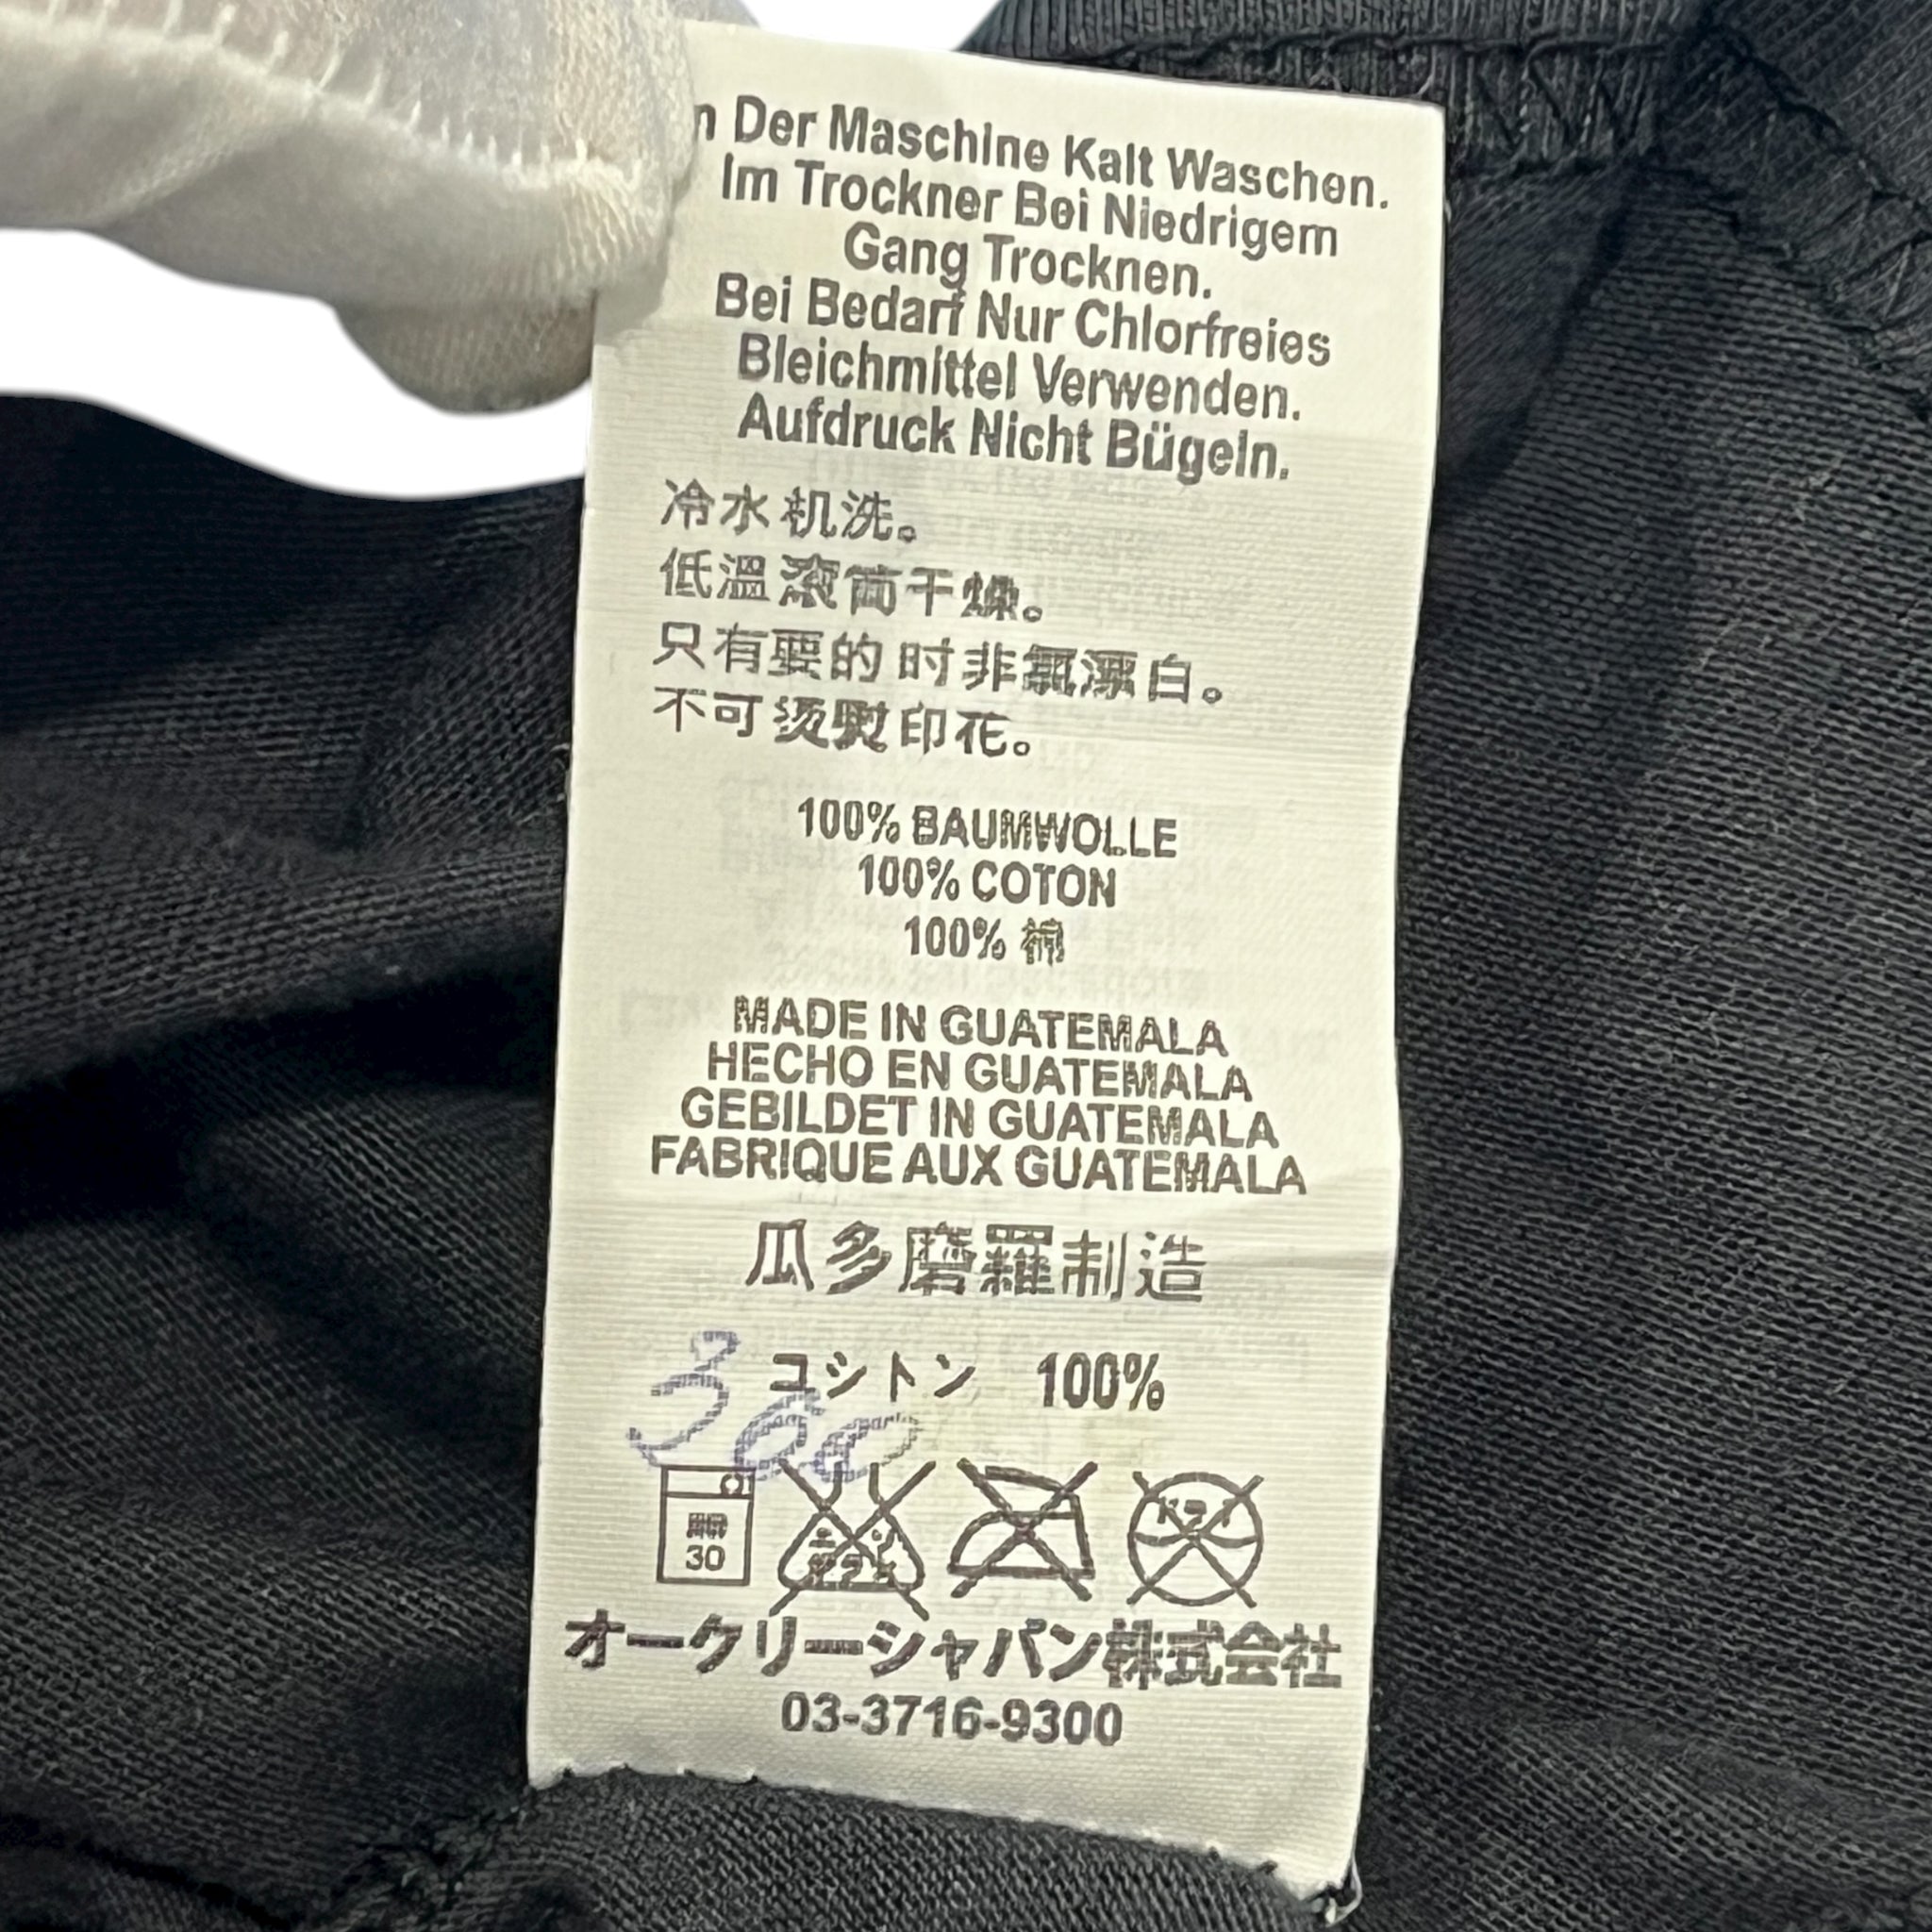 n Der Maschine Kalt Waschen.
Im Trockner Bei Niedrigem
Gang Trocknen.
Bei Bedarf Nur Chlorfreies
Bleichmittel Verwenden.
Aufdruck Nicht Bügeln.
冷水机洗。
低溫滚筒干燥。
只有要的时非氯漂白。
不可烫熨印花。
100% BAUMWOLLE
100% COTON
100% 棉
MADE IN GUATEMALA
HECHO EN GUATEMALA
GEBILDET IN GUATEMALA
FABRIQUE AUX GUATEMALA
瓜多磨羅制造
コットン 100%
30
ドライ
オークリージャパン株式会社
03-3716-9300